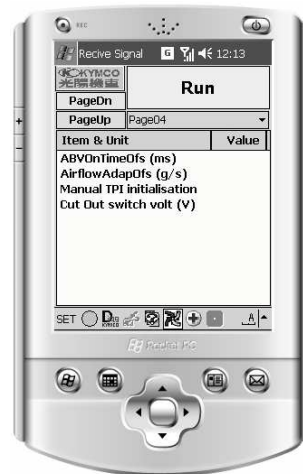 REC
Recive Signal G 12:13
KYMCO
光陽機車
Run
PageDn
PageUp Page04
Item & Unit Value
ABVOnTimeOfs (ms)
AirflowAdapOfs (g/s)
Manual TPI initialisation
Cut Out switch volt (V)
SET
Pocket PC